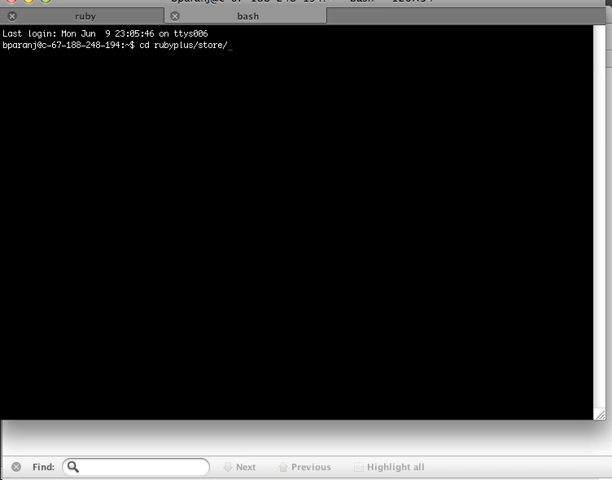 ruby
bash
Last login: Mon Jun  9 23:05:46 on ttys006
bparanj@c-67-188-248-194:~$ cd rubyplus/store/_
Find:
Next
Previous
Highlight all